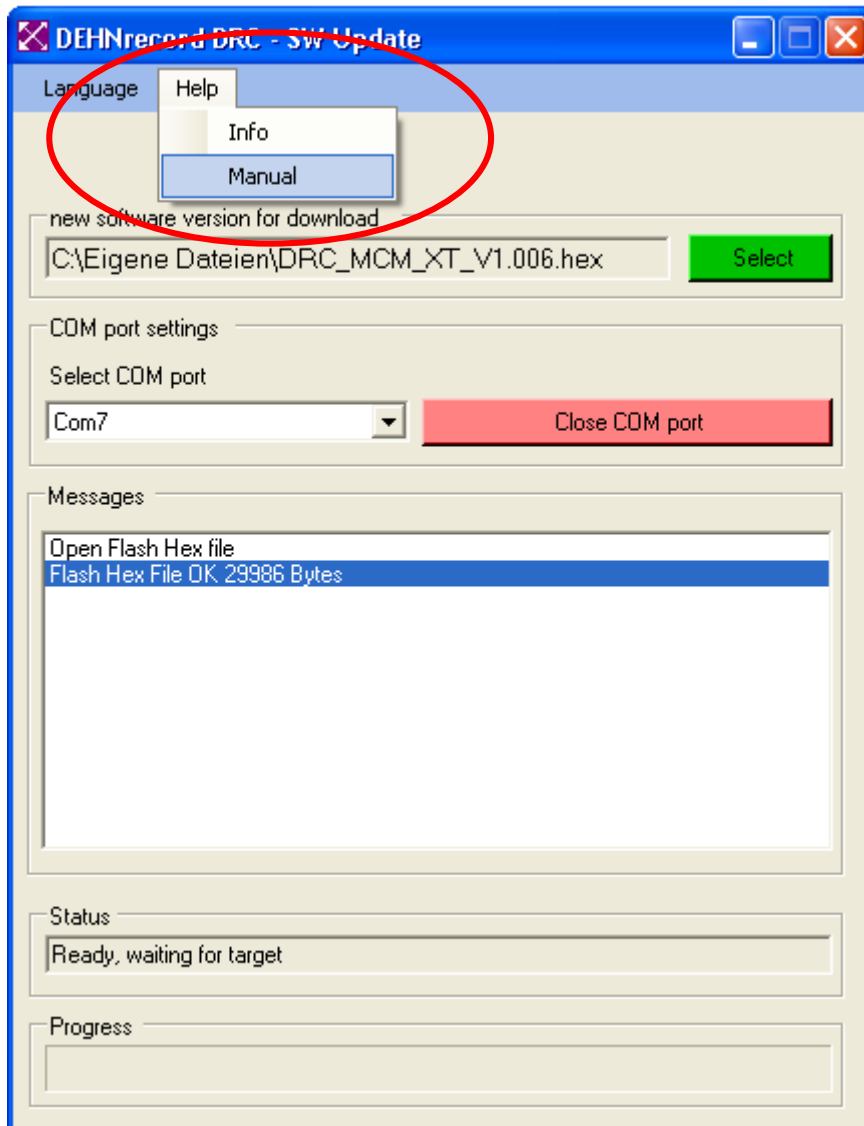 DEHNrecord DRC - SW Update
Language Help
Info
Manual
new software version for download
C:\Eigene Dateien\DRC_MCM_XT_V1.006.hex Select
COM port settings
Select COM port
Com7 Close COM port
Messages
Open Flash Hex file
Flash Hex File OK 29986 Bytes
Status
Ready, waiting for target
Progress